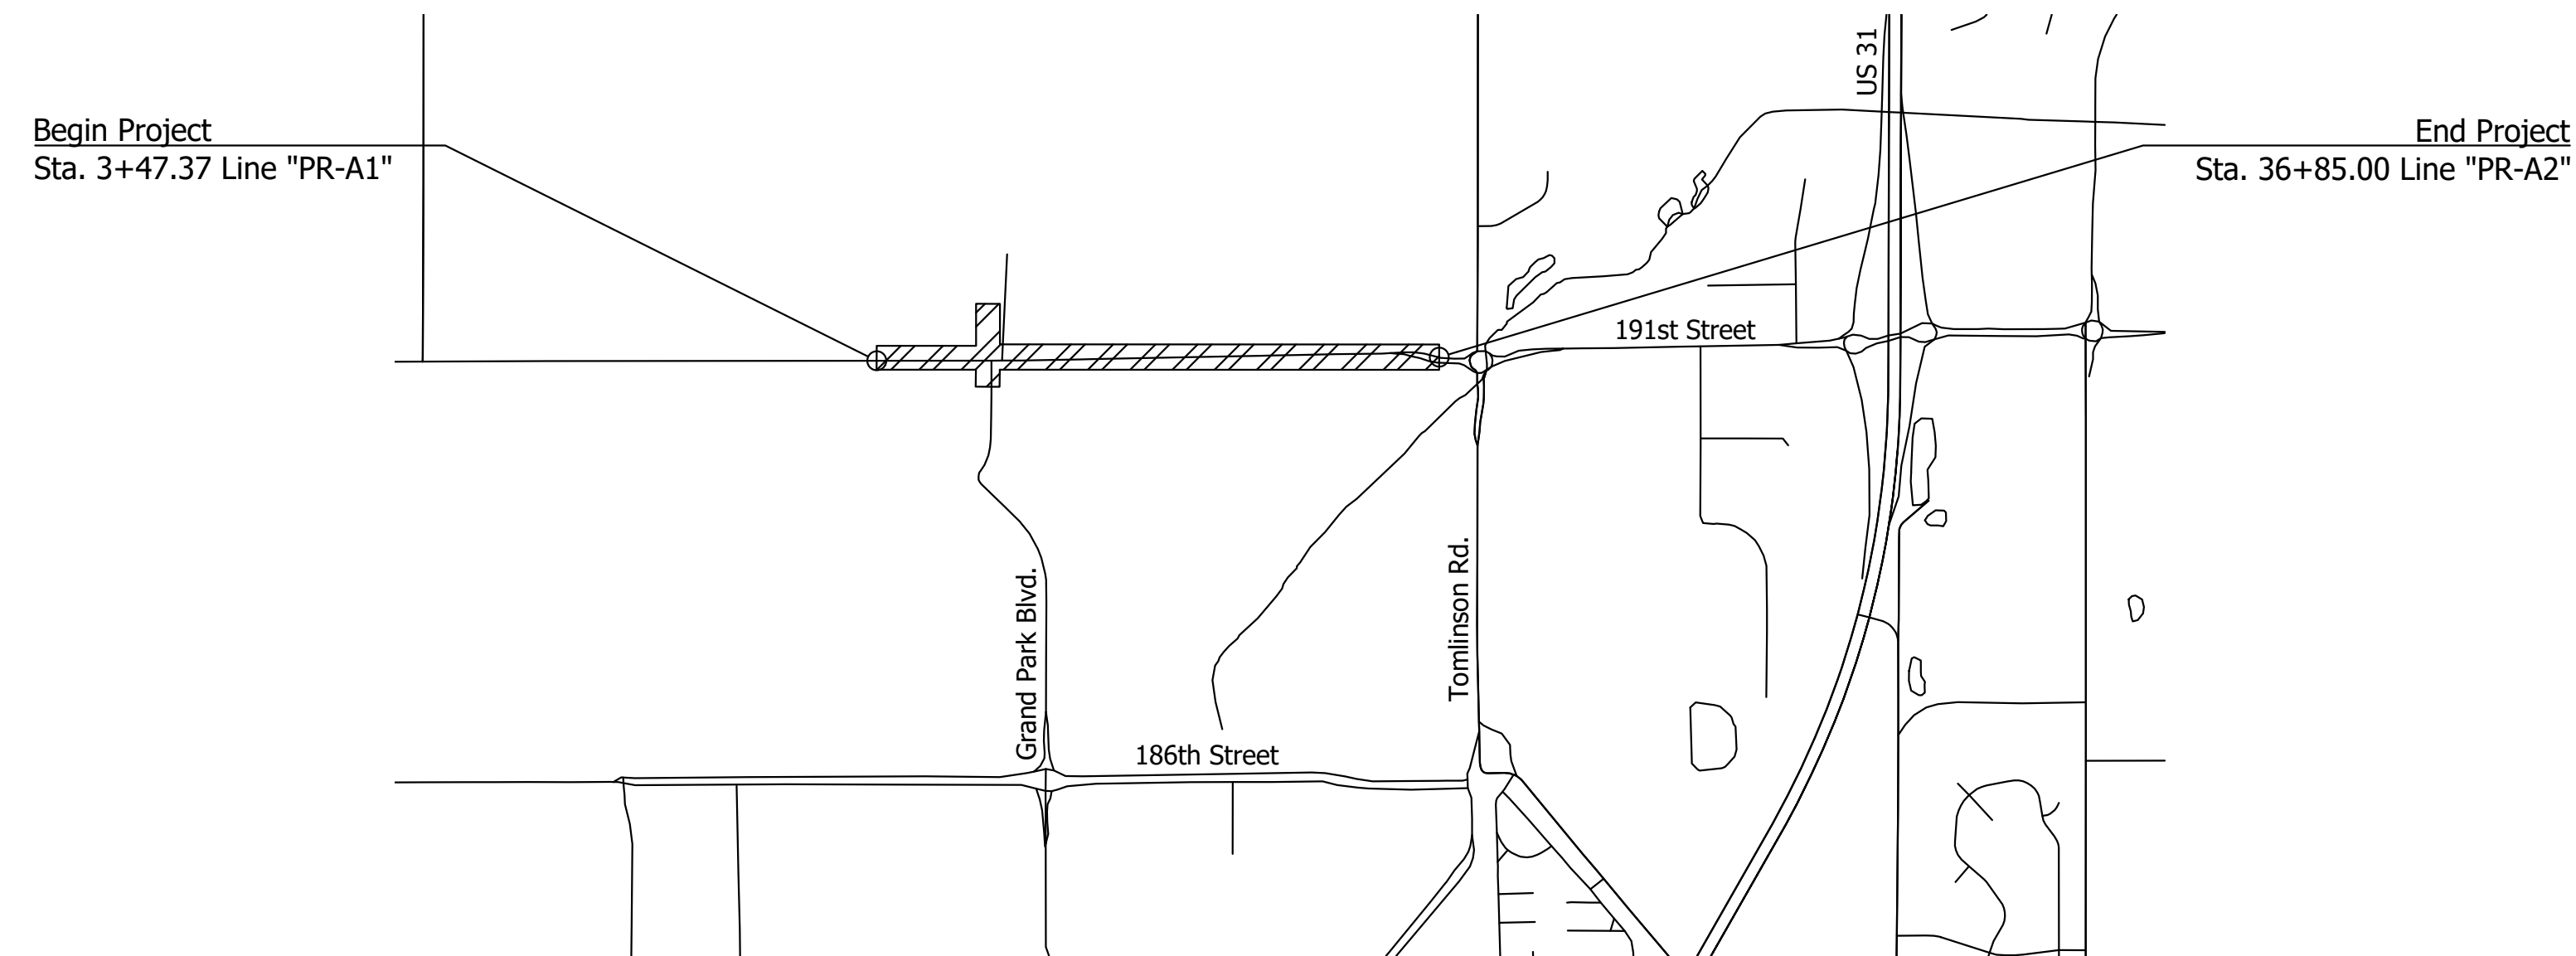 US 31
Begin Project
Sta. 3+47.37 Line "PR-A1"
End Project
Sta. 36+85.00 Line "PR-A2"
191st Street
Grand Park Blvd.
Tomlinson Rd.
186th Street